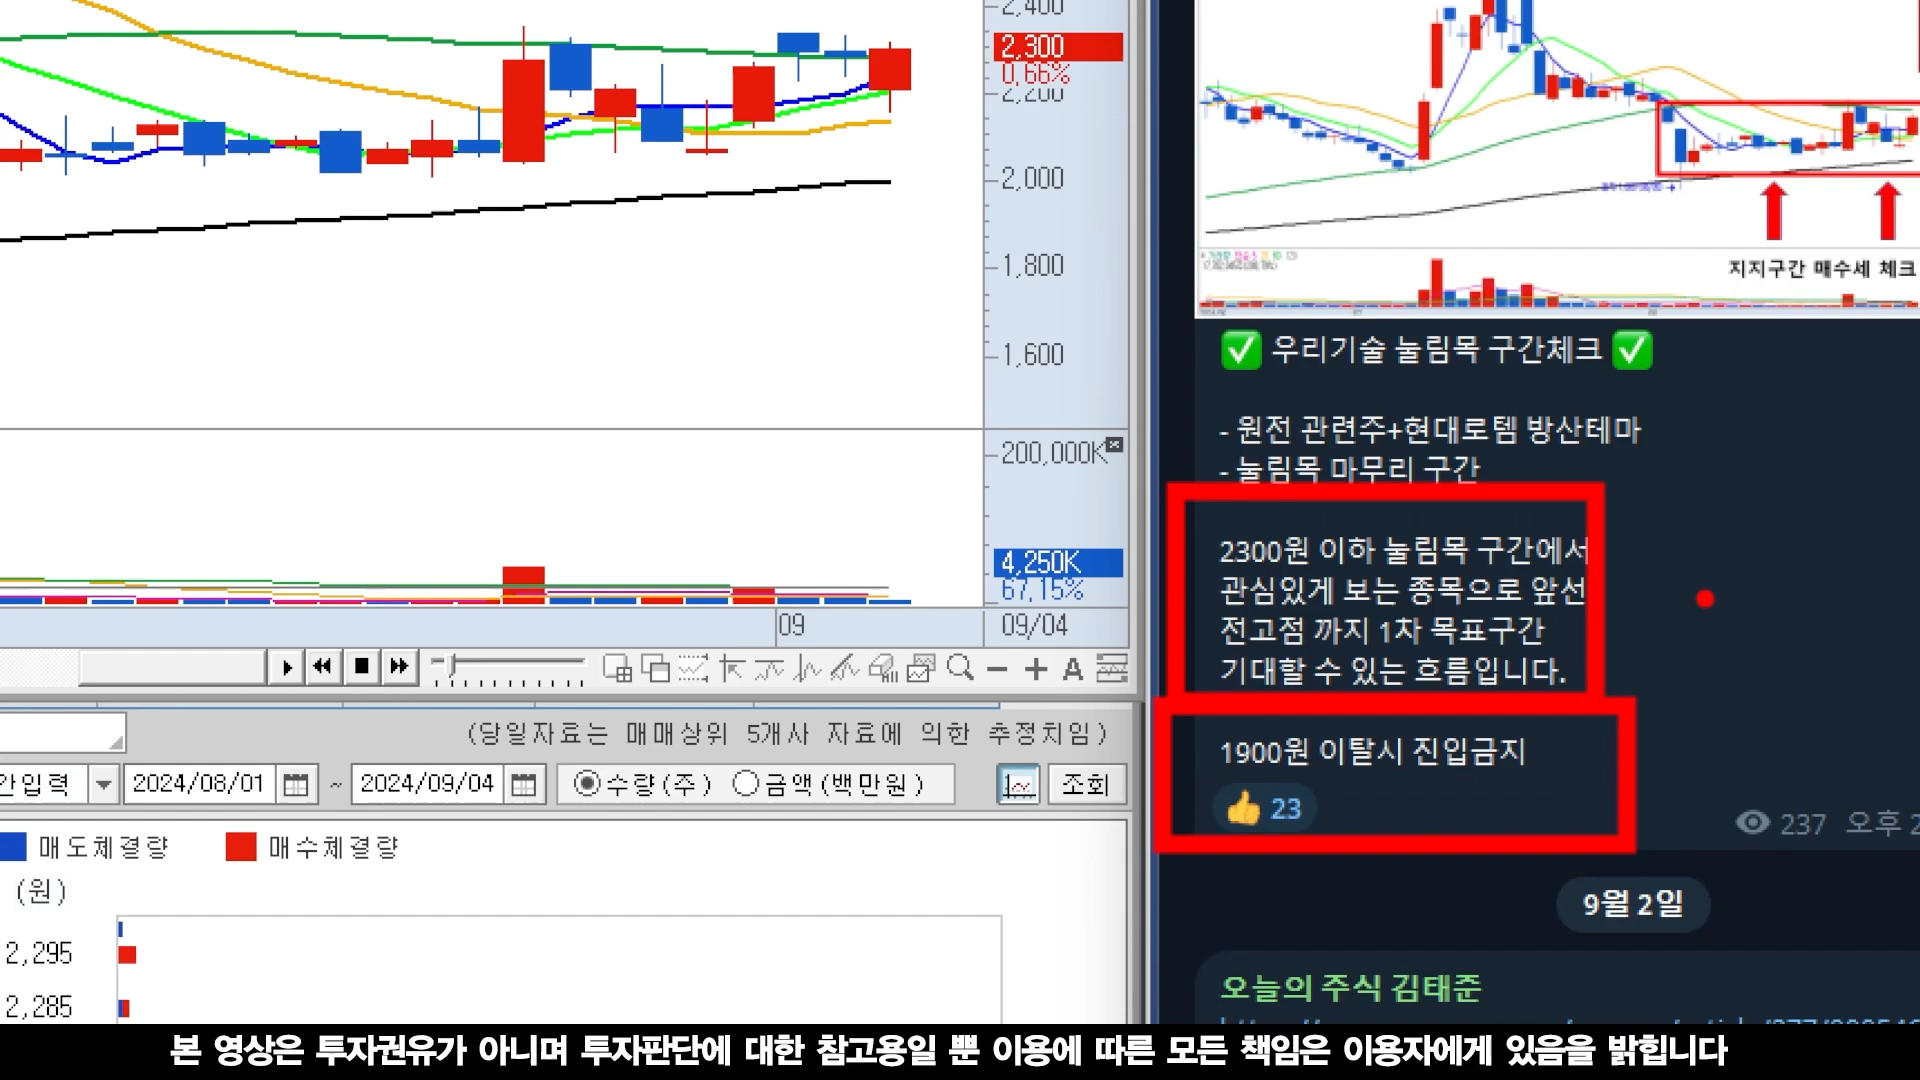 2,400
2,300
0,66%
2,200
2,000
1,800
1,600
200,000K
4,250K
67,15%
09
09/04
(당일자료는 매매상위 5개사 자료에 의한 추정치임)
간입력 2024/08/01 ~ 2024/09/04 수량(주) 금액(백만원) 조회
매도체결량 매수체결량
(원)
2,295
2,285
지지구간 매수세 체크
✅ 우리기술 눌림목 구간체크 ✅
- 원전 관련주+현대로템 방산테마
- 눌림목 마무리 구간
2300원 이하 눌림목 구간에서
관심있게 보는 종목으로 앞선
전고점 까지 1차 목표구간
기대할 수 있는 흐름입니다.
1900원 이탈시 진입금지
👍 23
237 오후 2
9월 2일
오늘의 주식 김태준
본 영상은 투자권유가 아니며 투자판단에 대한 참고용일 뿐 이용에 따른 모든 책임은 이용자에게 있음을 밝힙니다